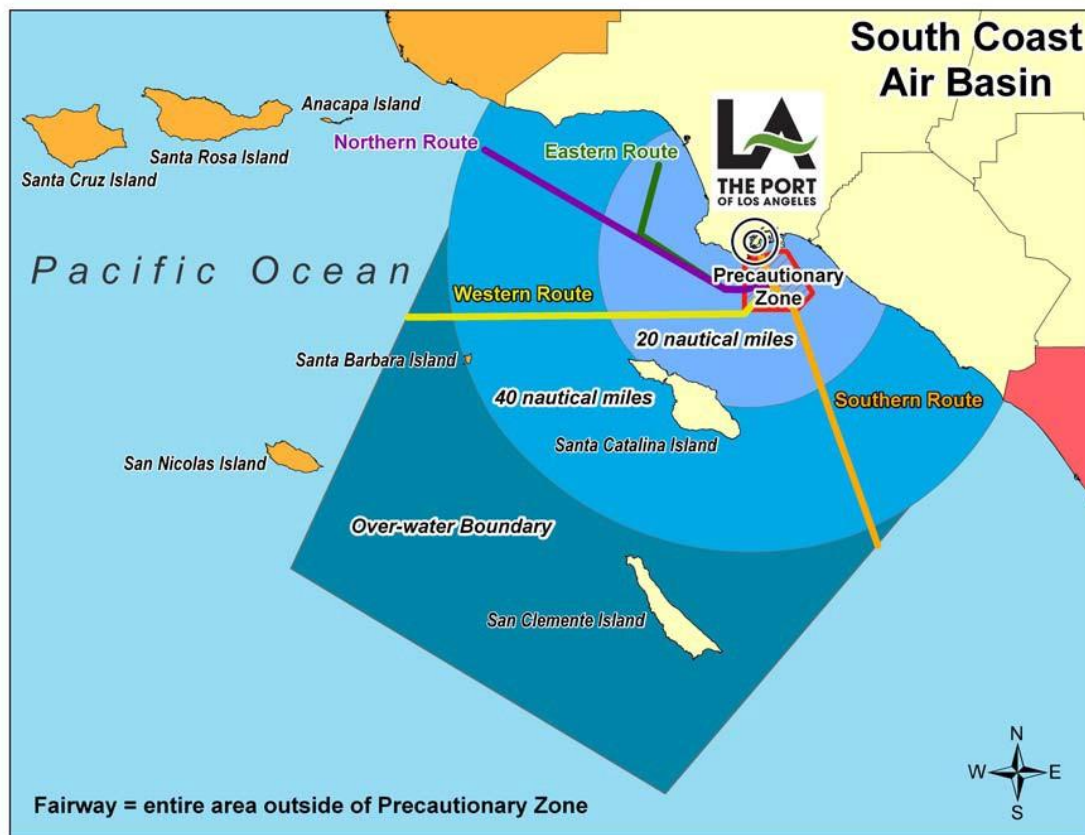 South Coast
Air Basin
Anacapa Island
Northern Route
Eastern Route
Santa Rosa Island
Santa Cruz Island
LA
THE PORT
OF LOS ANGELES
Pacific Ocean
Precautionary
Zone
Western Route
20 nautical miles
Santa Barbara Island
40 nautical miles
Southern Route
Santa Catalina Island
San Nicolas Island
Over-water Boundary
San Clemente Island
N
W
E
S
Fairway = entire area outside of Precautionary Zone